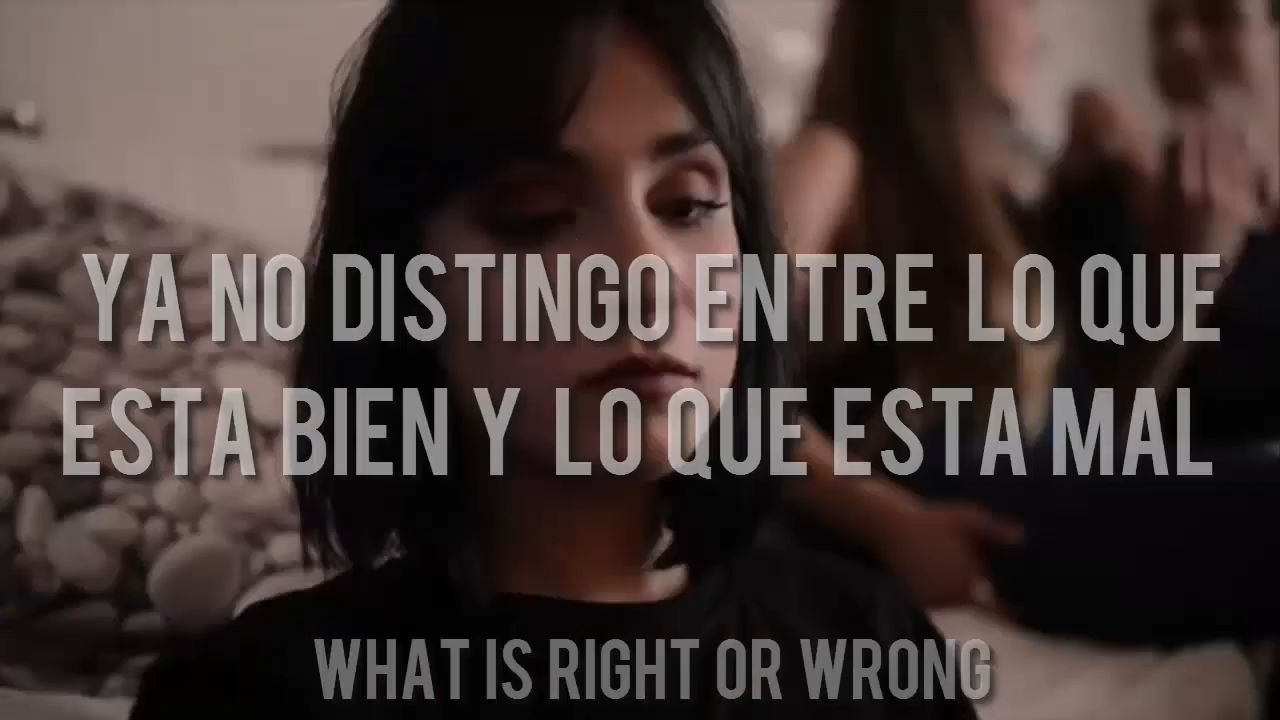 YA NO DISTINGO ENTRE LO QUE
ESTA BIEN Y LO QUE ESTA MAL
WHAT IS RIGHT OR WRONG